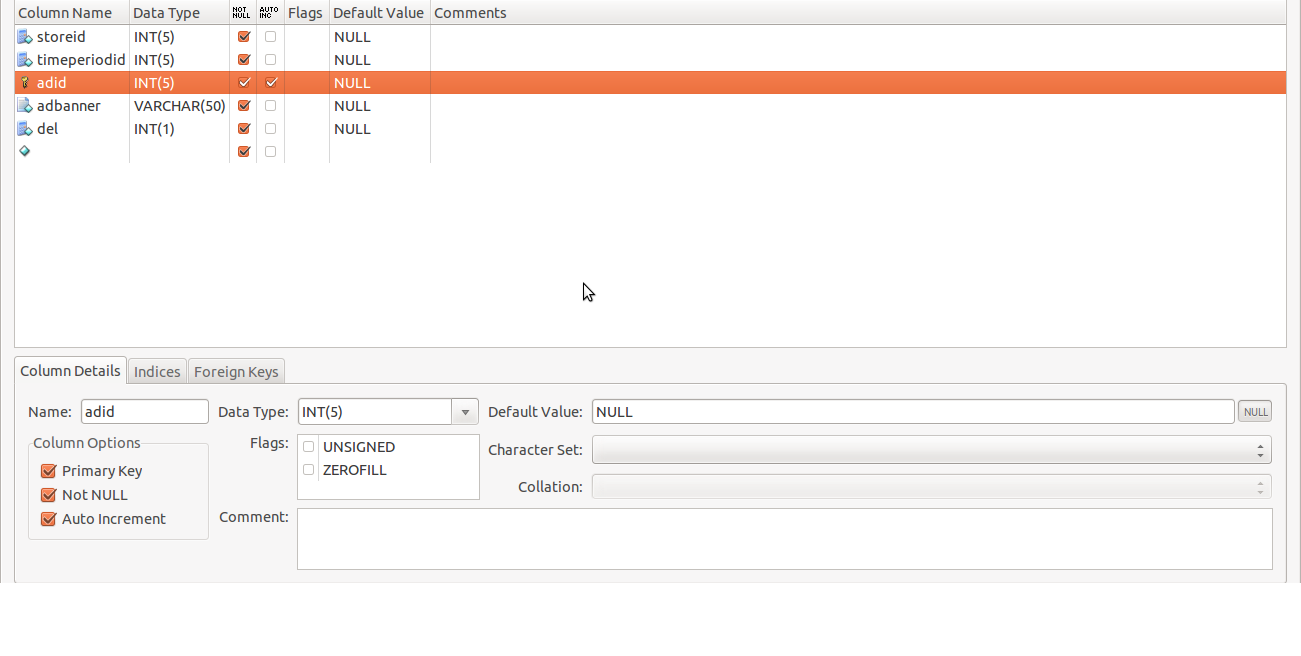 Column Name Data Type NOT NULL AUTO INC Flags Default Value Comments
storeid INT(5) NULL
timeperiodid INT(5) NULL
adid INT(5) NULL
adbanner VARCHAR(50) NULL
del INT(1) NULL
Column Details Indices Foreign Keys
Name: adid Data Type: INT(5) Default Value: NULL NULL
Column Options Flags: UNSIGNED Character Set:
Primary Key ZEROFILL
Not NULL Collation:
Auto Increment Comment: